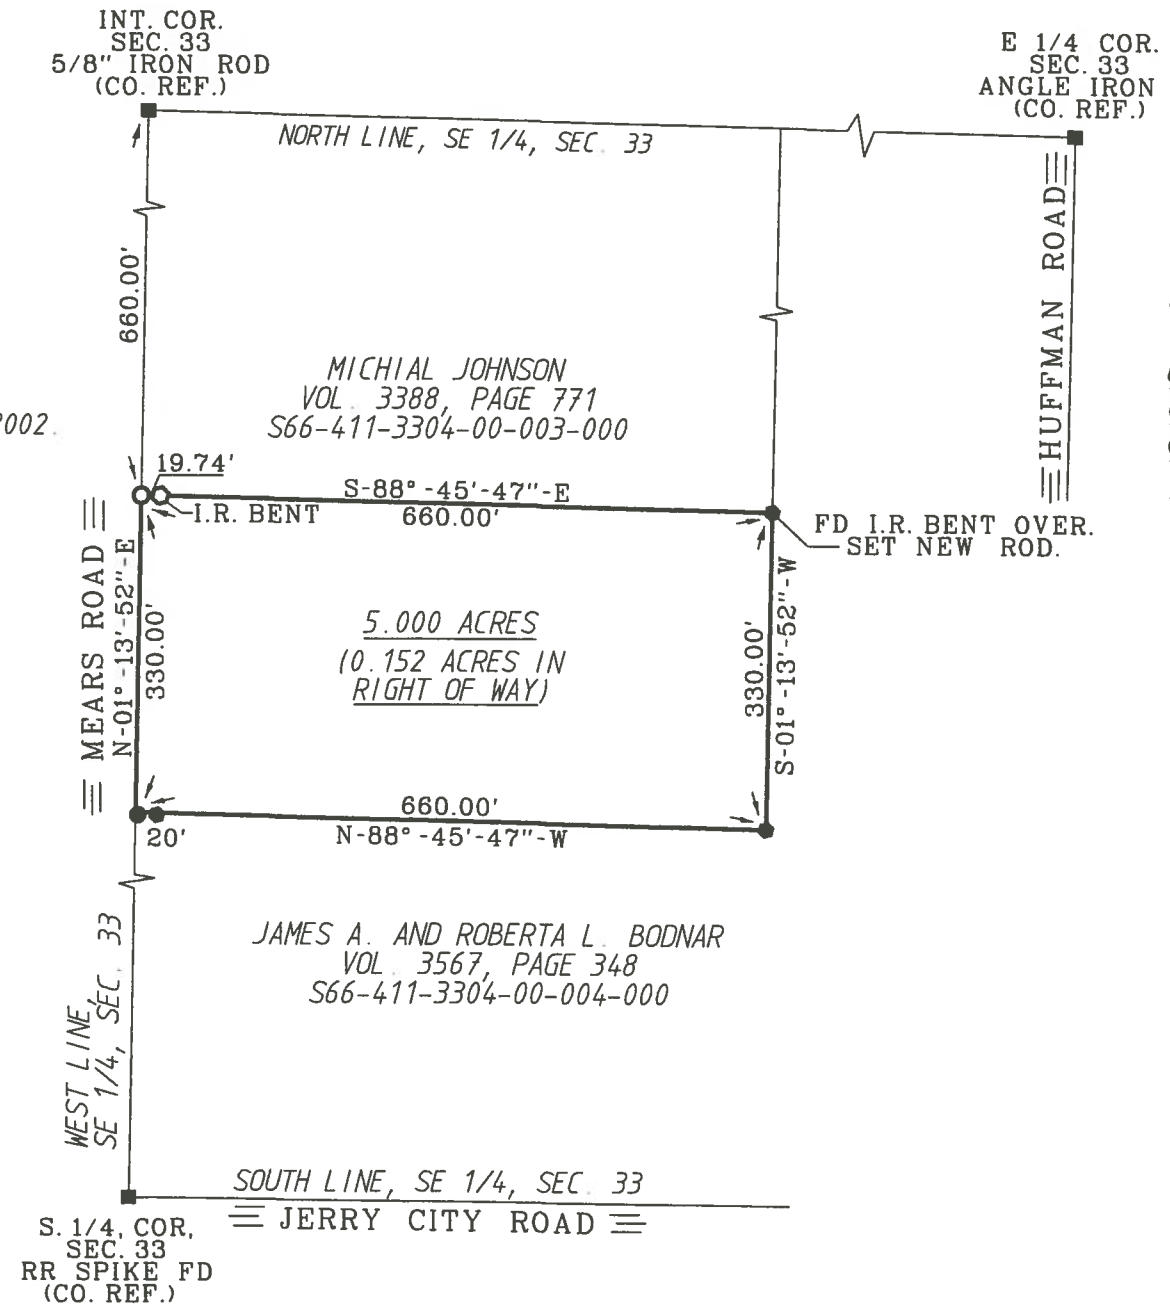 INT. COR.
SEC. 33
5/8" IRON ROD
(CO. REF.)
E 1/4 COR.
SEC. 33
ANGLE IRON
(CO. REF.)
NORTH LINE, SE 1/4, SEC. 33
HUFFMAN ROAD
660.00'
MICHIAL JOHNSON
VOL. 3388, PAGE 771
S66-411-3304-00-003-000
2002.
19.74'
I.R. BENT
S-88°-45'-47"-E
660.00'
FD I.R. BENT OVER.
SET NEW ROD.
MEARS ROAD
N-01°-13'-52"-E
330.00'
5.000 ACRES
(0.152 ACRES IN
RIGHT OF WAY)
330.00'
S-01°-13'-52"-W
20'
660.00'
N-88°-45'-47"-W
JAMES A. AND ROBERTA L. BODNAR
VOL. 3567, PAGE 348
S66-411-3304-00-004-000
WEST LINE,
SE 1/4, SEC. 33
SOUTH LINE, SE 1/4, SEC. 33
JERRY CITY ROAD
S. 1/4, COR,
SEC. 33
RR SPIKE FD
(CO. REF.)